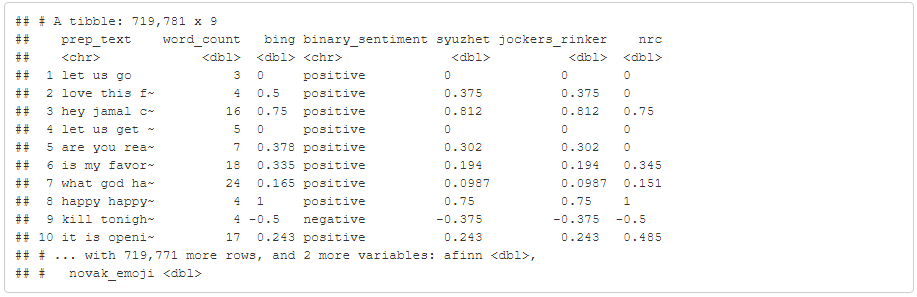 ## # A tibble: 719,781 x 9
##    prep_text    word_count   bing binary_sentiment syuzhet jockers_rinker    nrc
##    <chr>             <dbl>  <dbl> <chr>              <dbl>          <dbl>  <dbl>
##  1 let us go             3  0     positive          0              0       0
##  2 love this f~          4  0.5   positive          0.375          0.375   0
##  3 hey jamal c~         16  0.75  positive          0.812          0.812   0.75
##  4 let us get ~          5  0     positive          0              0       0
##  5 are you rea~          7  0.378 positive          0.302          0.302   0
##  6 is my favor~         18  0.335 positive          0.194          0.194   0.345
##  7 what god ha~         24  0.165 positive          0.0987         0.0987  0.151
##  8 happy happy~          4  1     positive          0.75           0.75    1
##  9 kill tonigh~          4 -0.5   negative         -0.375         -0.375  -0.5
## 10 it is openi~         17  0.243 positive          0.243          0.243   0.485
## # ... with 719,771 more rows, and 2 more variables: afinn <dbl>,
## #   novak_emoji <dbl>